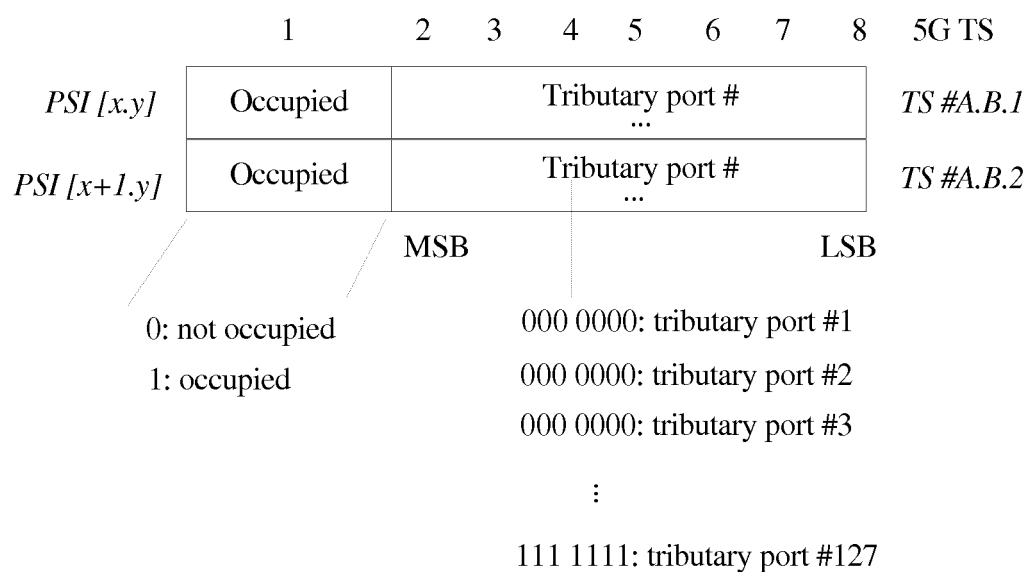 1 2 3 4 5 6 7 8 5G TS
PSI [x.y] Occupied Tributary port # TS #A.B.1
...
PSI [x+1.y] Occupied Tributary port # TS #A.B.2
...
MSB LSB
0: not occupied 000 0000: tributary port #1
1: occupied 000 0000: tributary port #2
000 0000: tributary port #3
⋮
111 1111: tributary port #127